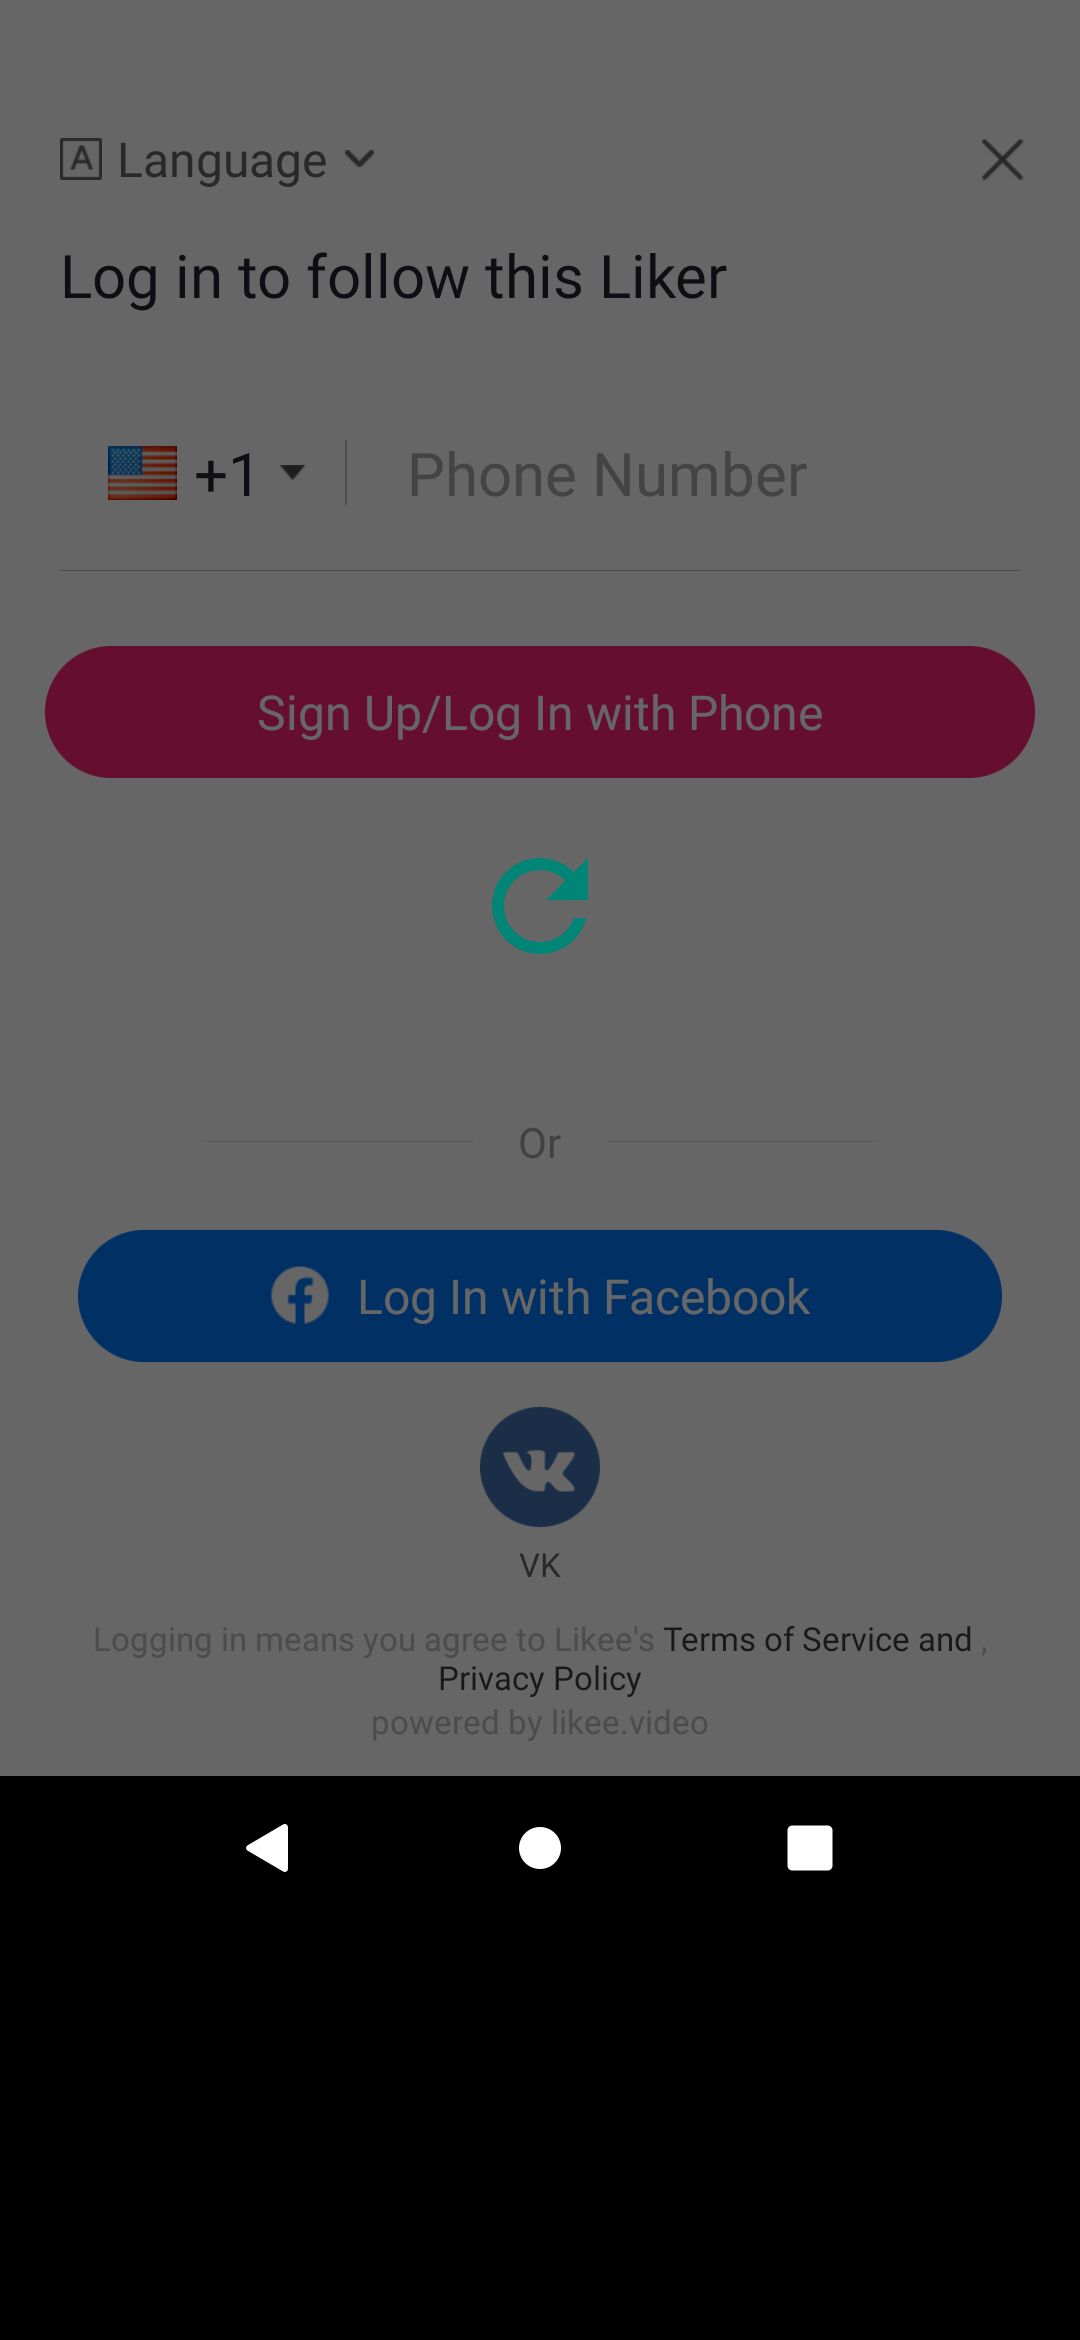 A Language
Log in to follow this Liker
+1 Phone Number
Sign Up/Log In with Phone
Or
Log In with Facebook
VK
Logging in means you agree to Likee's Terms of Service and ,
Privacy Policy
powered by likee.video